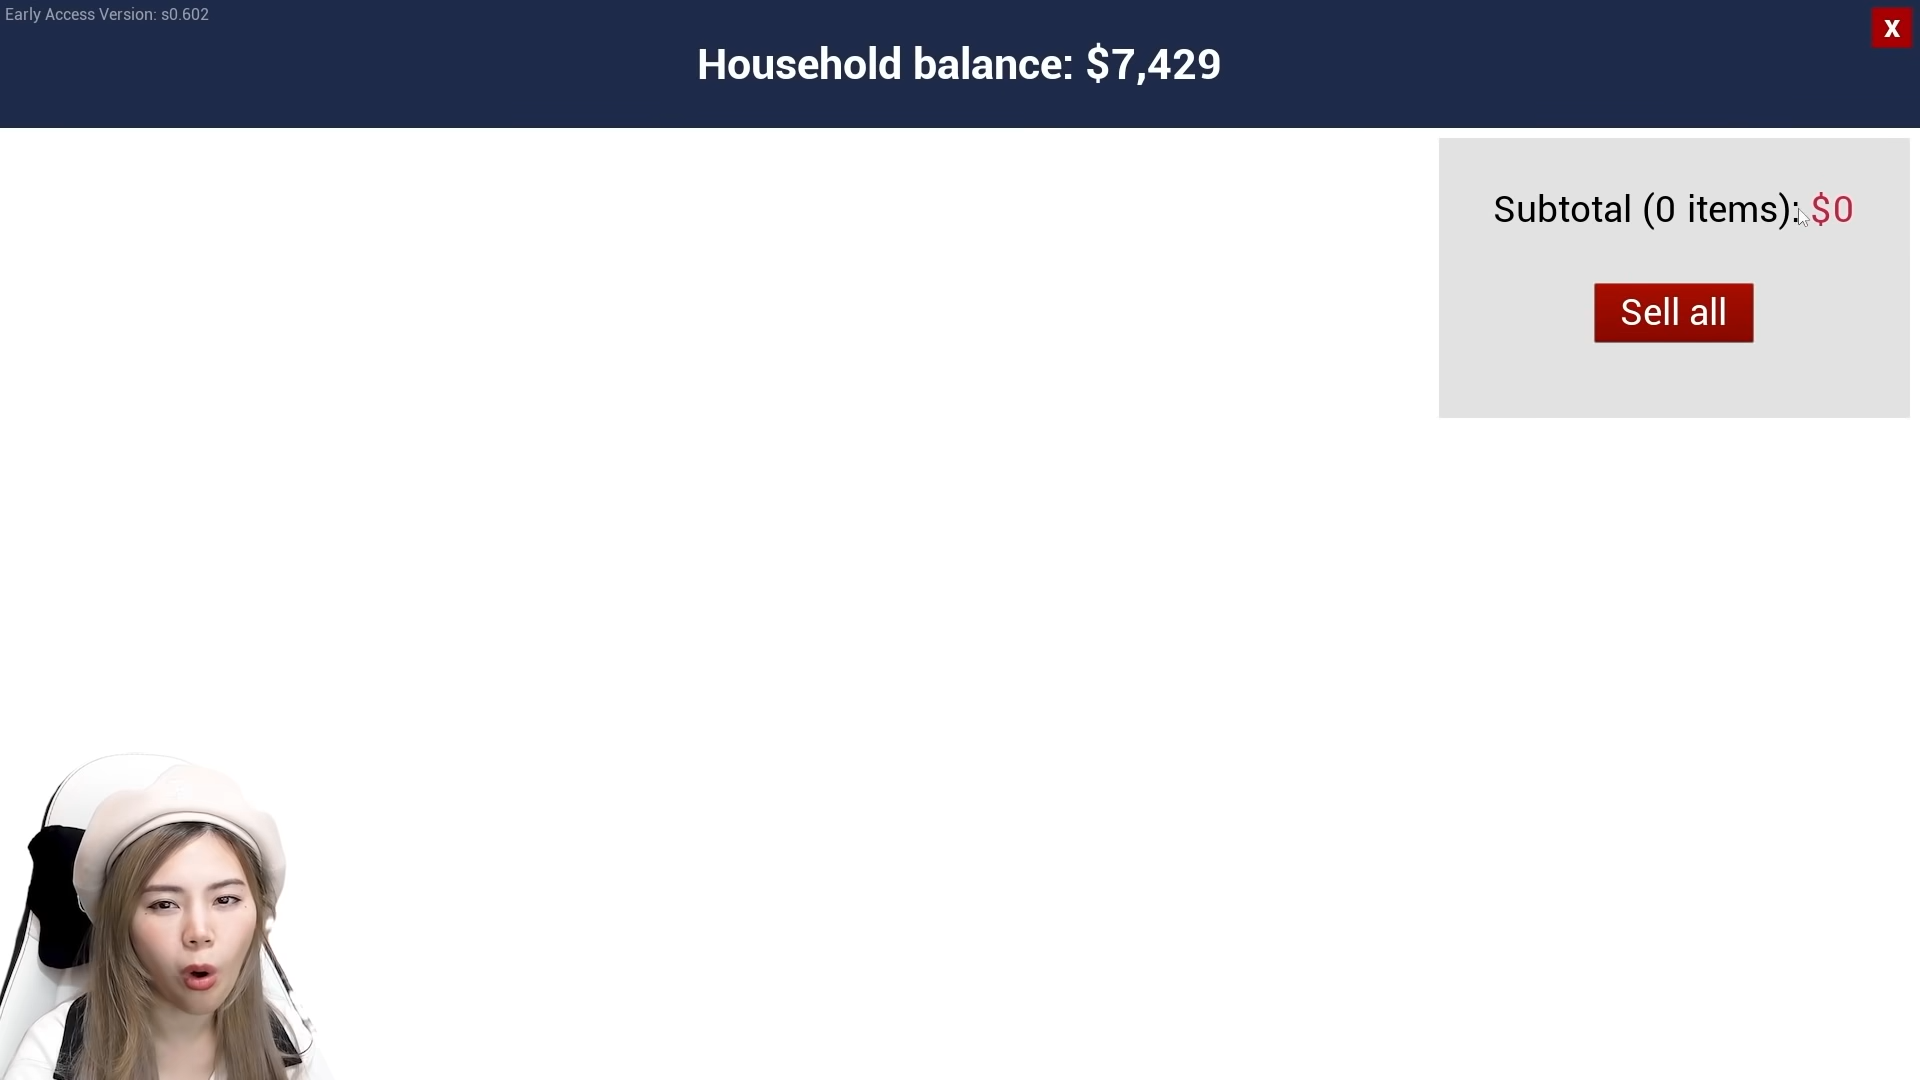 Early Access Version: s0.602
X
Household balance: $7,429
Subtotal (0 items): $0
Sell all